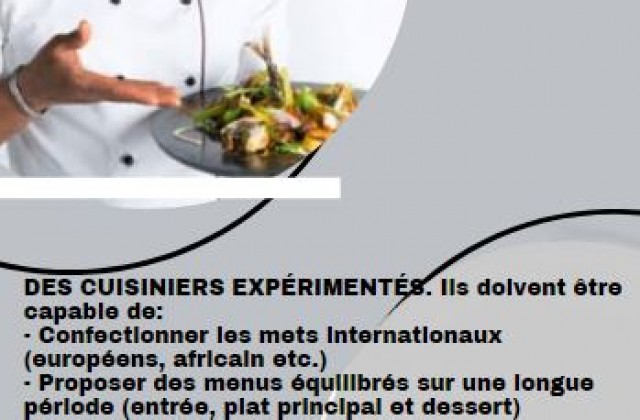 DES CUISINIERS EXPÉRIMENTÉS. Ils doivent être
capable de:
- Confectionner les mets internationaux
(européens, africain etc.)
- Proposer des menus équilibrés sur une longue
période (entrée, plat principal et dessert)